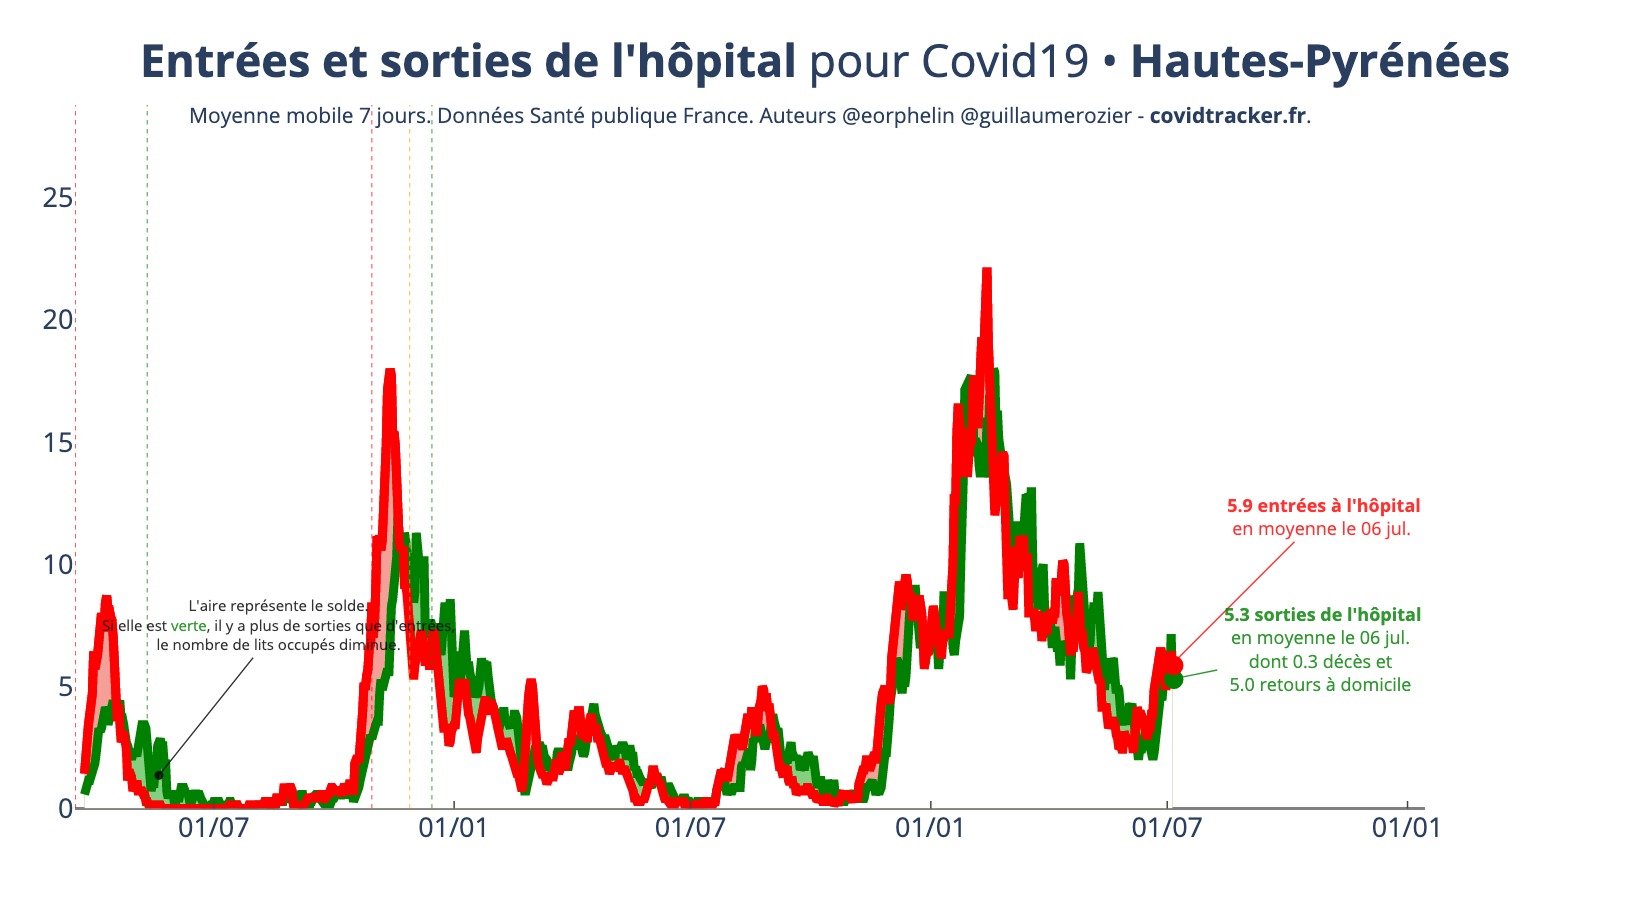 Entrées et sorties de l'hôpital pour Covid19 • Hautes-Pyrénées
Moyenne mobile 7 jours. Données Santé publique France. Auteurs @eorphelin @guillaumerozier - covidtracker.fr.
25
20
15
10
5
0
L'aire représente le solde.
Si elle est verte, il y a plus de sorties que d'entrées,
le nombre de lits occupés diminue.
5.9 entrées à l'hôpital
en moyenne le 06 jul.
5.3 sorties de l'hôpital
en moyenne le 06 jul.
dont 0.3 décès et
5.0 retours à domicile
01/07 01/01 01/07 01/01 01/07 01/01